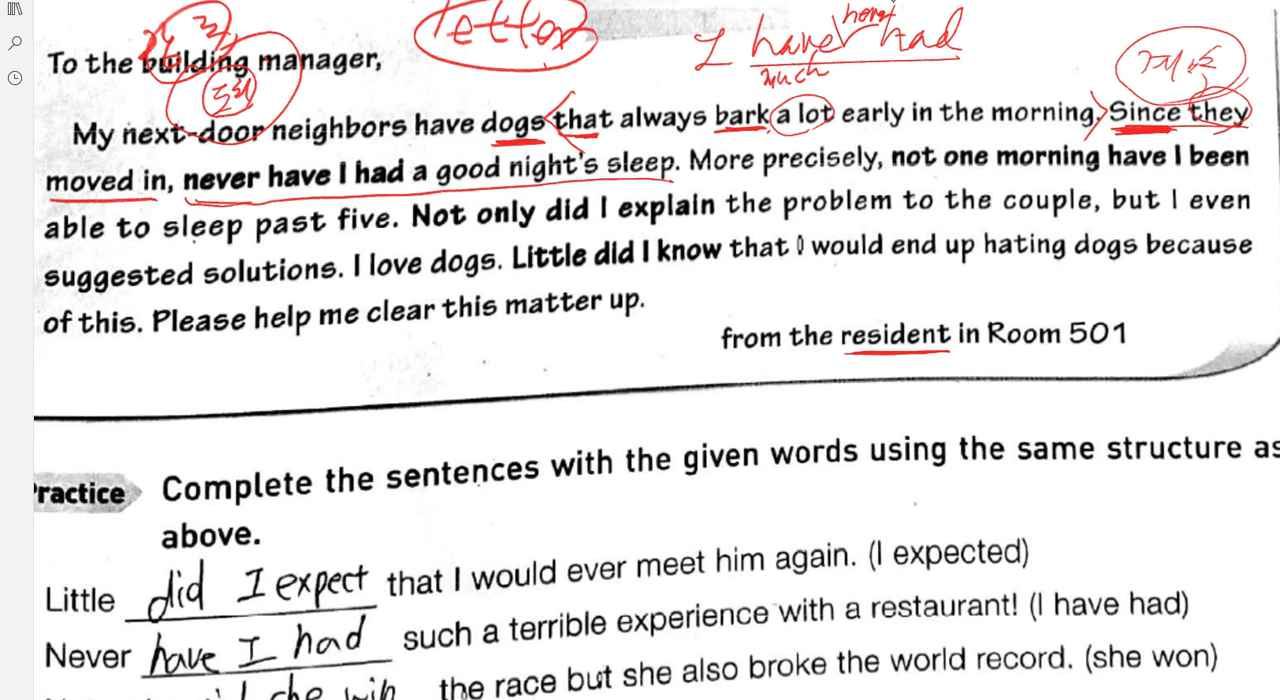 letter
I have never had
much
To the building manager,
도치
My next-door neighbors have dogs that always bark a lot early in the morning. Since they
moved in, never have I had a good night's sleep. More precisely, not one morning have I been
able to sleep past five. Not only did I explain the problem to the couple, but I even
suggested solutions. I love dogs. Little did I know that I would end up hating dogs because
of this. Please help me clear this matter up.
from the resident in Room 501
Practice Complete the sentences with the given words using the same structure as
above.
Little did I expect that I would ever meet him again. (I expected)
Never have I had such a terrible experience with a restaurant! (I have had)
she win the race but she also broke the world record. (she won)